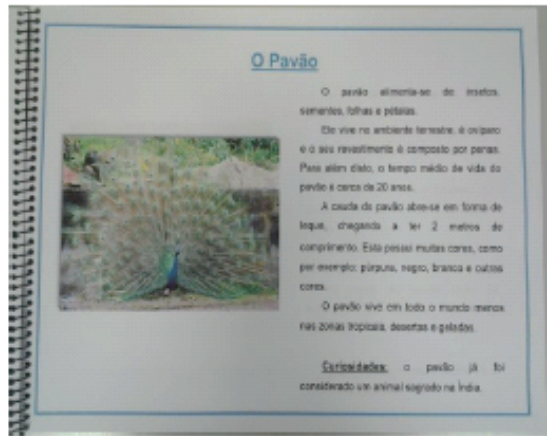 O Pavão
O pavão alimenta-se de insetos,
sementes, folhas e pétalas.
Ele vive no ambiente terrestre, é ovíparo
e o seu revestimento é composto por penas.
Para além disto, o tempo médio de vida do
pavão é cerca de 20 anos.
A cauda do pavão abre-se em forma de
leque, chegando a ter 2 metros de
comprimento. Esta possui muitas cores, como
por exemplo: púrpura, negro, branco e outras
cores.
O pavão vive em todo o mundo menos
nas zonas tropicais, desertas e geladas.
Curiosidades: o pavão já foi
considerado um animal sagrado na Índia.